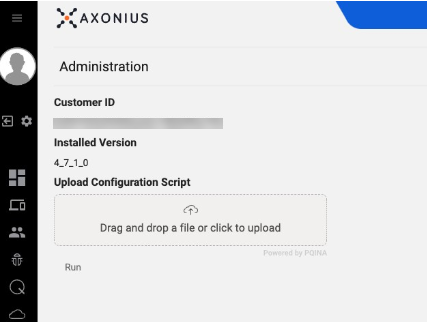 AXONIUS
Administration
Customer ID
Installed Version
4_7_1_0
Upload Configuration Script
Drag and drop a file or click to upload
Powered by PQINA
Run